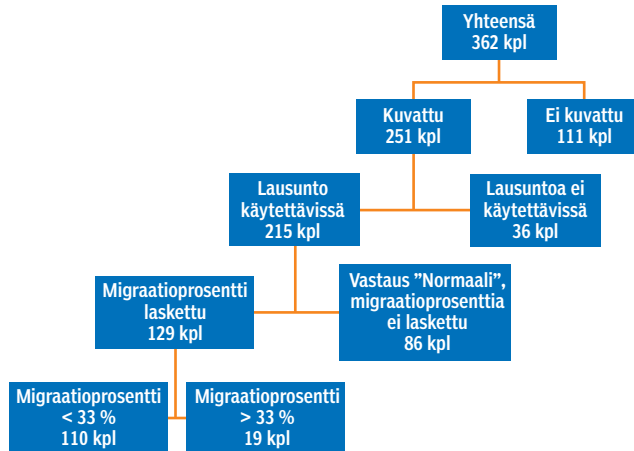 Yhteensä
362 kpl
Kuvattu
251 kpl
Ei kuvattu
111 kpl
Lausunto
käytettävissä
215 kpl
Lausuntoa ei
käytettävissä
36 kpl
Migraatioprosentti
laskettu
129 kpl
Vastaus ”Normaali”,
migraatioprosenttia
ei laskettu
86 kpl
Migraatioprosentti
< 33 %
110 kpl
Migraatioprosentti
> 33 %
19 kpl